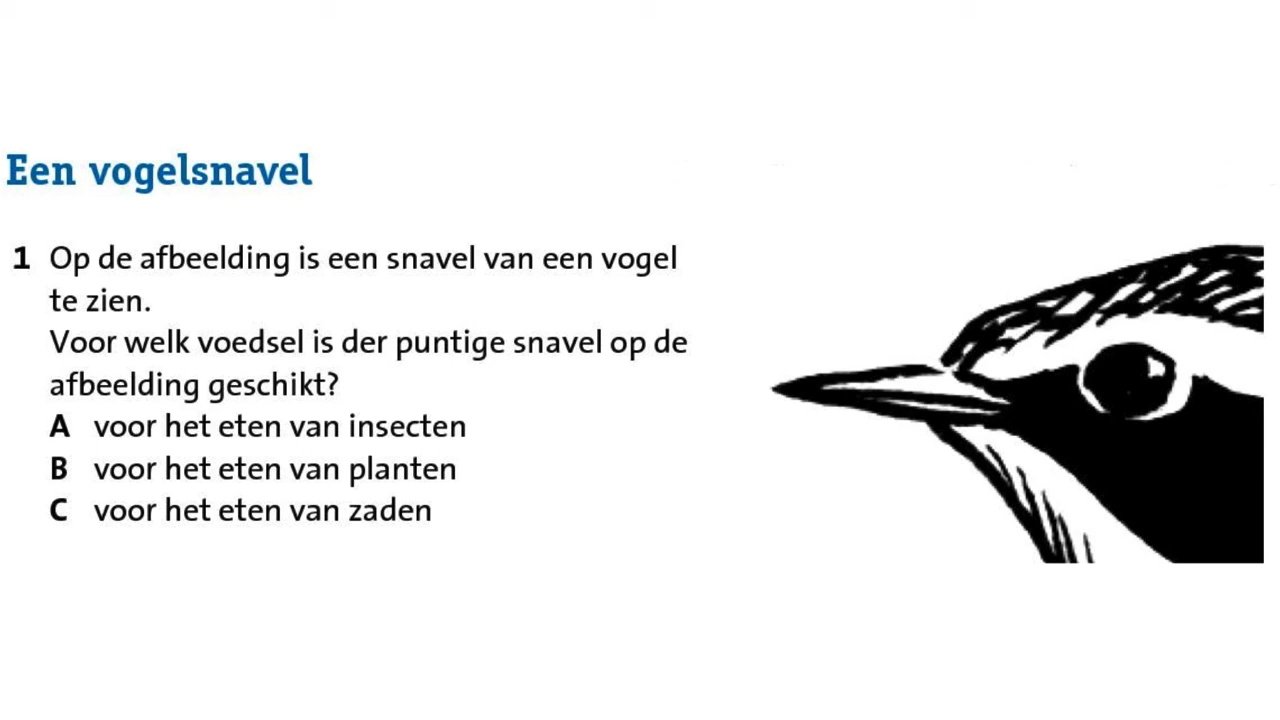 Een vogelsnavel
1 Op de afbeelding is een snavel van een vogel
te zien.
Voor welk voedsel is der puntige snavel op de
afbeelding geschikt?
A voor het eten van insecten
B voor het eten van planten
C voor het eten van zaden